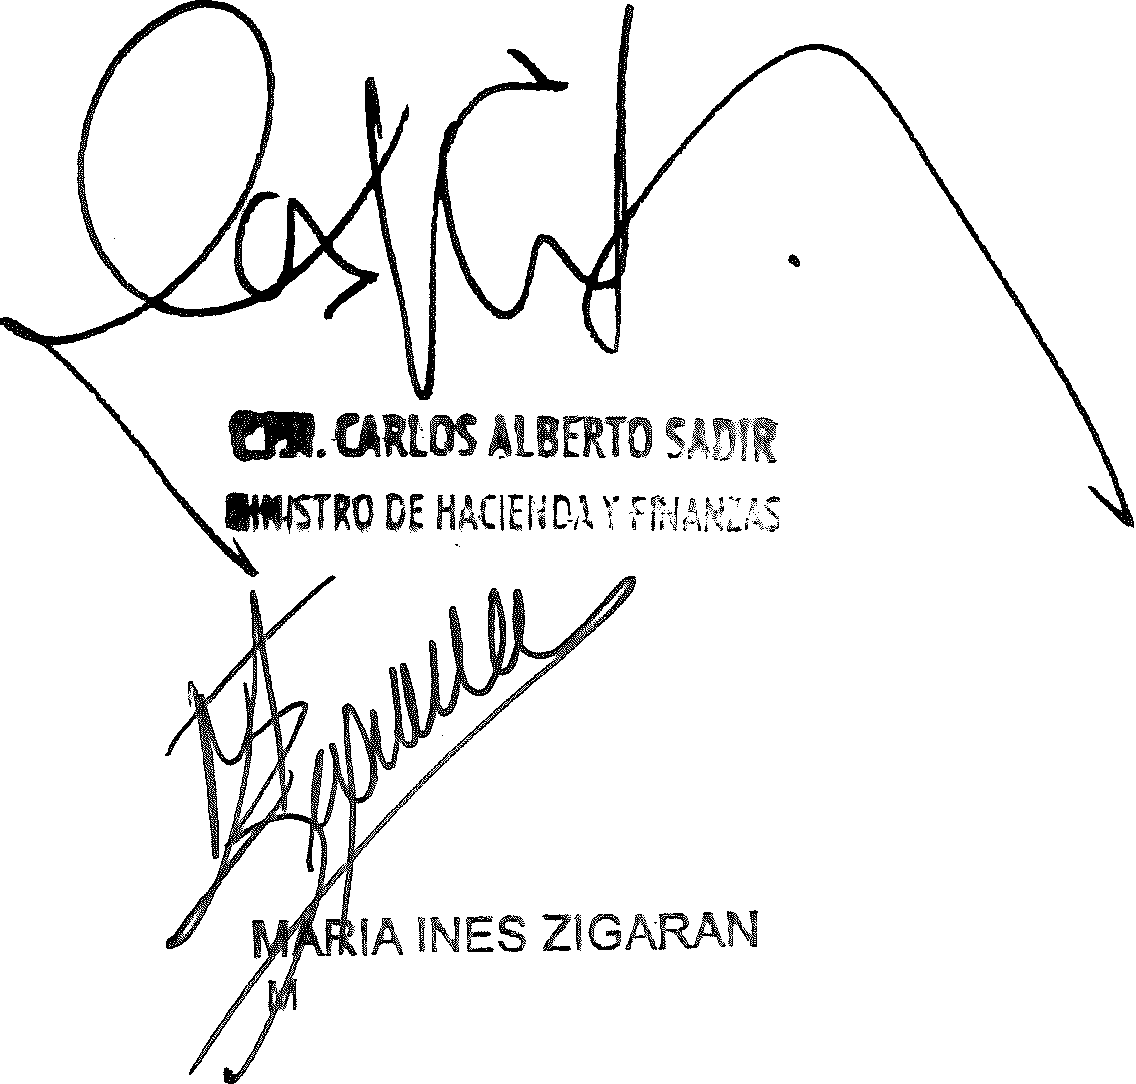 CARLOS ALBERTO SADIR
MINISTRO DE HACIENDA Y FINANZAS
MARIA INES ZIGARAN
M